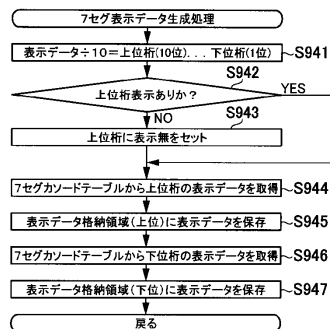 7セグ表示データ生成処理
表示データ÷10=上位桁(10位)...下位桁(1位)
S941
S942
上位桁表示ありか?
YES
NO
S943
上位桁に表示無をセット
7セグカソードテーブルから上位桁の表示データを取得
S944
表示データ格納領域(上位)に表示データを保存
S945
7セグカソードテーブルから下位桁の表示データを取得
S946
表示データ格納領域(下位)に表示データを保存
S947
戻る